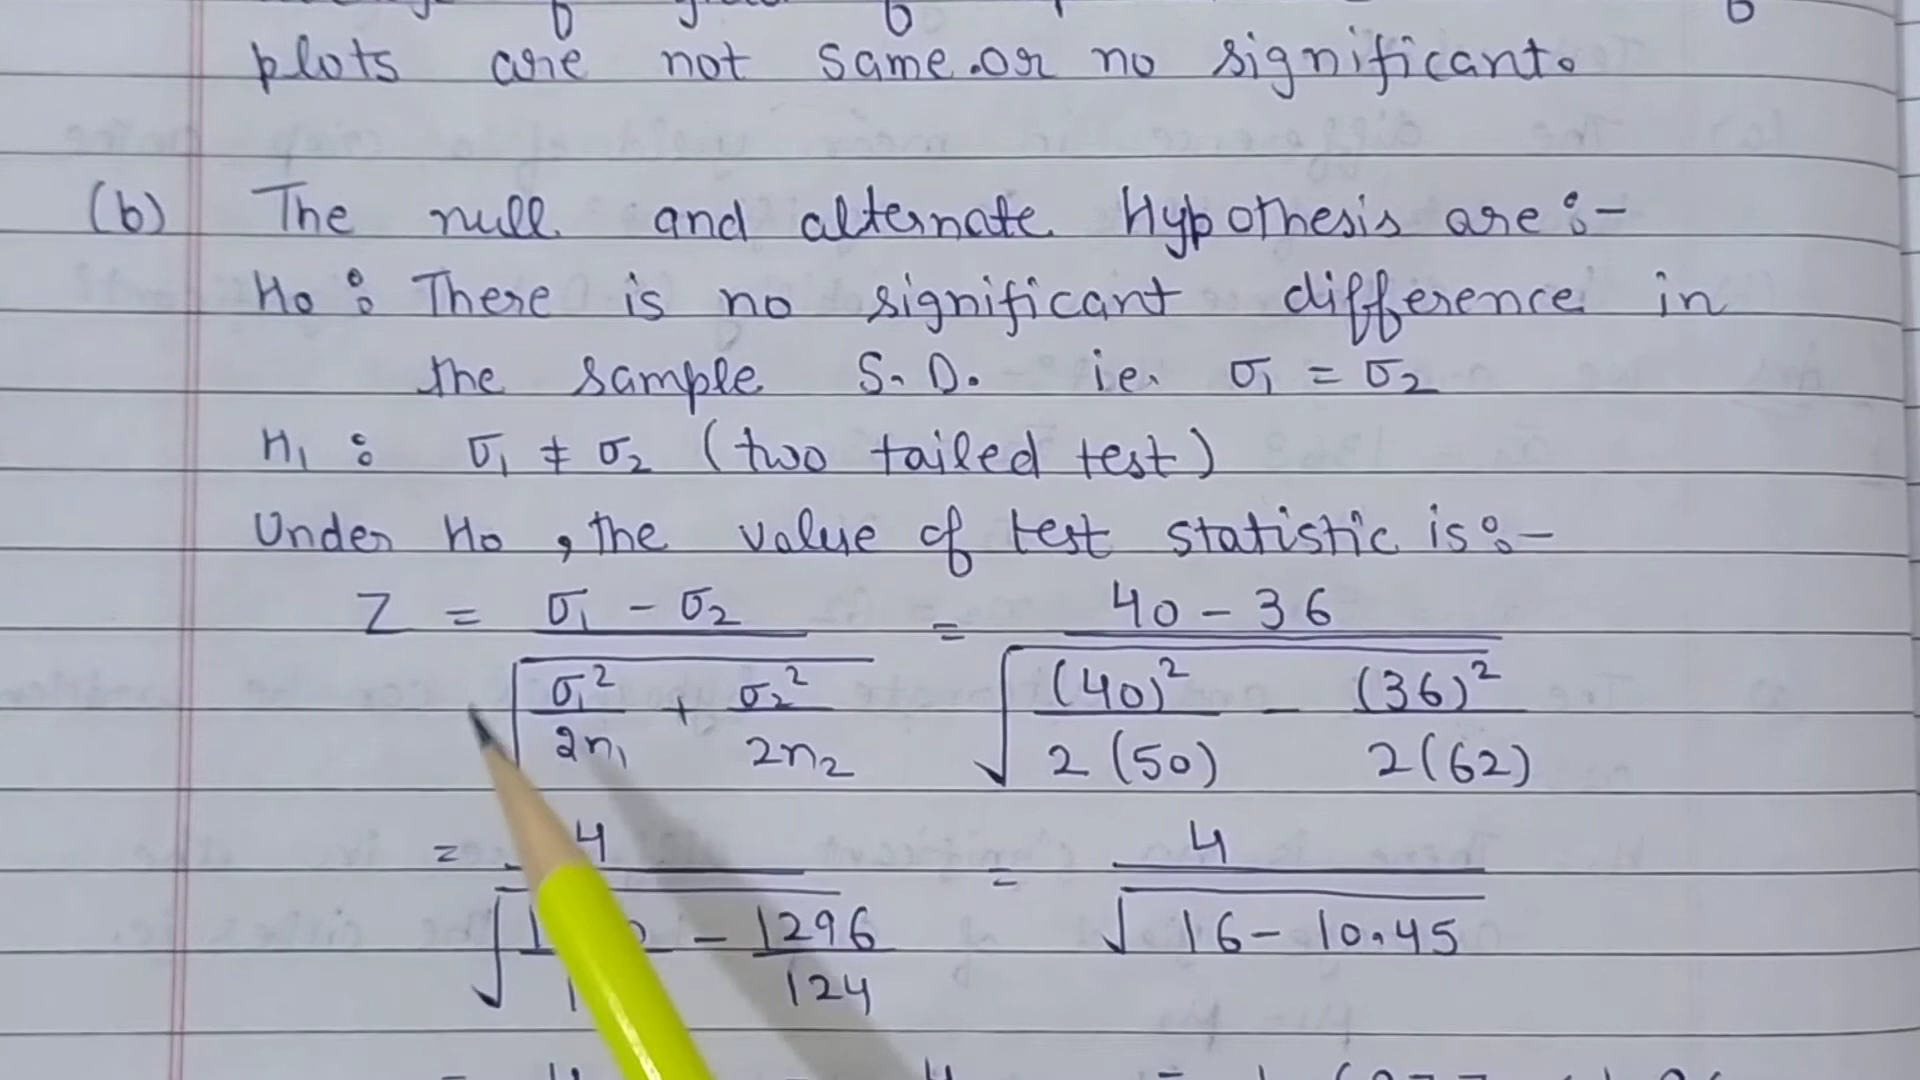 plots are not same.or no significant.
(b) The null and alternate Hypothesis are :-
H0 : There is no significant difference in
the sample S.D. ie. σ1 = σ2
H1 : σ1 ≠ σ2 (two tailed test)
Under H0, the value of test statistic is :-
Z = σ1 - σ2 / √(σ1²/2n1 + σ2²/2n2) = 40 - 36 / √((40)²/2(50) - (36)²/2(62))
= 4 / √( - 1296/124) = 4 / √(16 - 10.45)